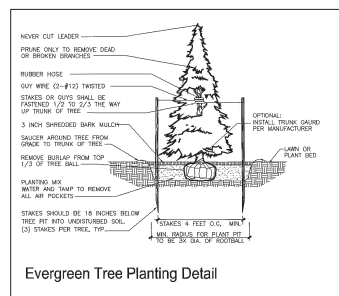 NEVER CUT LEADER
PRUNE ONLY TO REMOVE DEAD
OR BROKEN BRANCHES
RUBBER HOSE
GUY WIRE (2-#12) TWISTED
STAKES OR GUYS SHALL BE
FASTENED 1/2 TO 2/3 THE WAY
UP TRUNK OF TREE
3 INCH SHREDDED BARK MULCH
SAUCER AROUND TREE FROM
GRADE TO TRUNK OF TREE
REMOVE BURLAP FROM TOP
1/3 OF TREE BALL
PLANTING MIX
WATER AND TAMP TO REMOVE
ALL AIR POCKETS
STAKES SHOULD BE 18 INCHES BELOW
TREE PIT INTO UNDISTURBED SOIL.
(3) STAKES PER TREE, TYP.
OPTIONAL:
INSTALL TRUNK GAURD
PER MANUFACTURER
LAWN OR
PLANT BED
STAKES 4 FEET O.C. MIN.
MIN. RADIUS FOR PLANT PIT
TO BE 3X DIA. OF ROOTBALL
Evergreen Tree Planting Detail